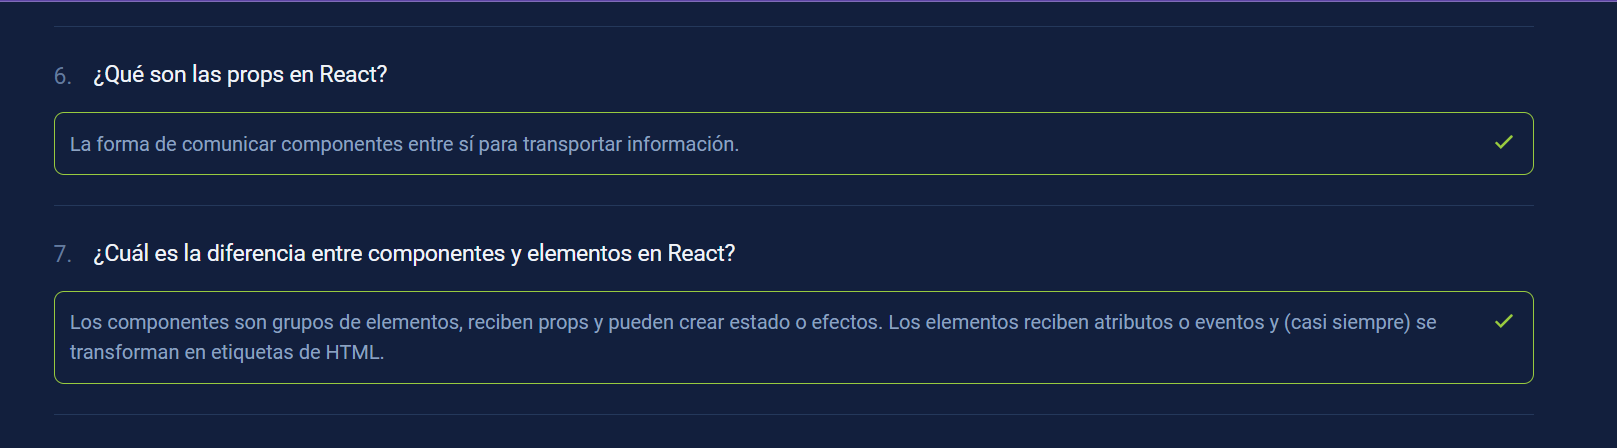 6. ¿Qué son las props en React?
La forma de comunicar componentes entre sí para transportar información.
7. ¿Cuál es la diferencia entre componentes y elementos en React?
Los componentes son grupos de elementos, reciben props y pueden crear estado o efectos. Los elementos reciben atributos o eventos y (casi siempre) se
transforman en etiquetas de HTML.